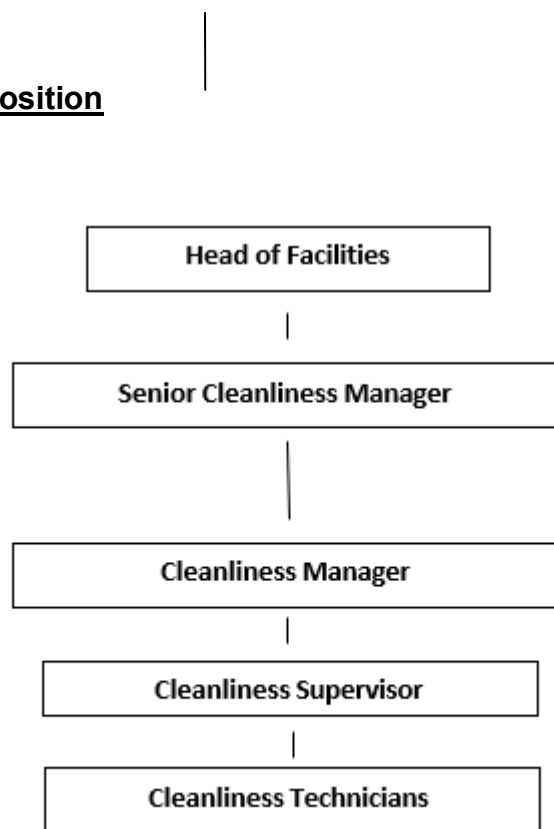 osition
Head of Facilities
Senior Cleanliness Manager
Cleanliness Manager
Cleanliness Supervisor
Cleanliness Technicians